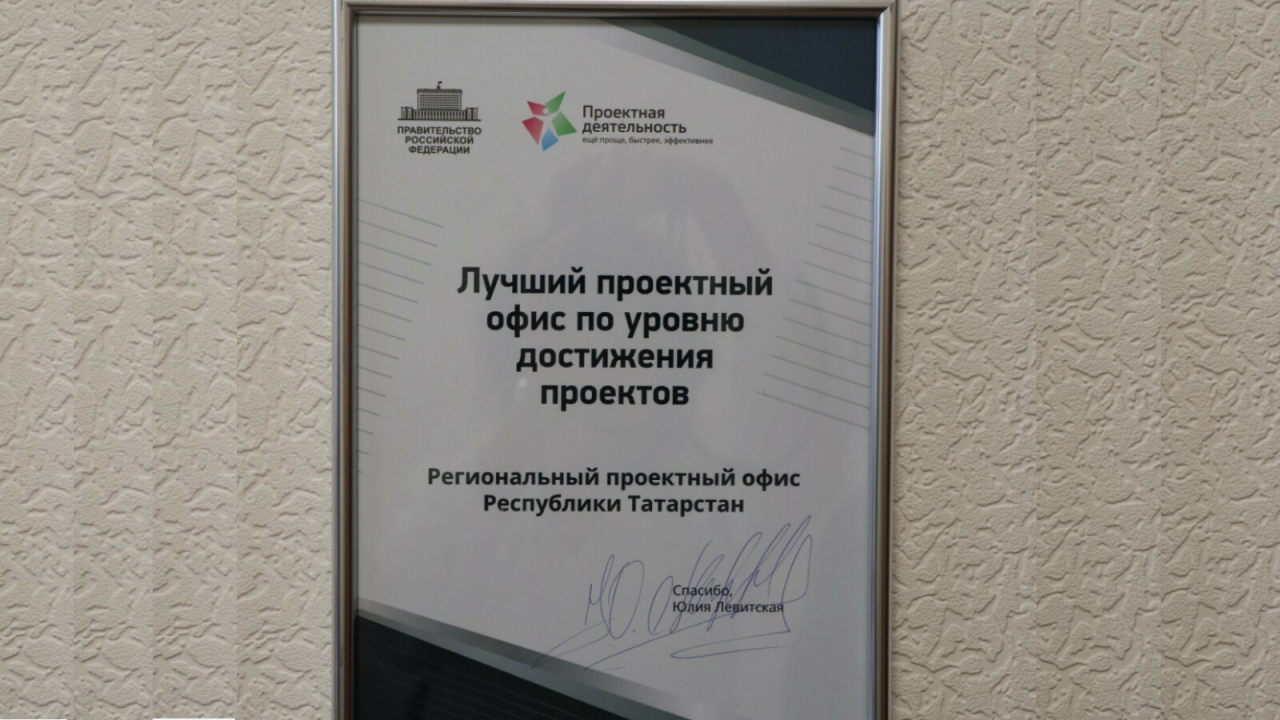 ПРАВИТЕЛЬСТВО
РОССИЙСКОЙ
ФЕДЕРАЦИИ
Проектная
деятельность
ещё проще, быстрее, эффективнее
Лучший проектный
офис по уровню
достижения
проектов
Региональный проектный офис
Республики Татарстан
Спасибо,
Юлия Левитская